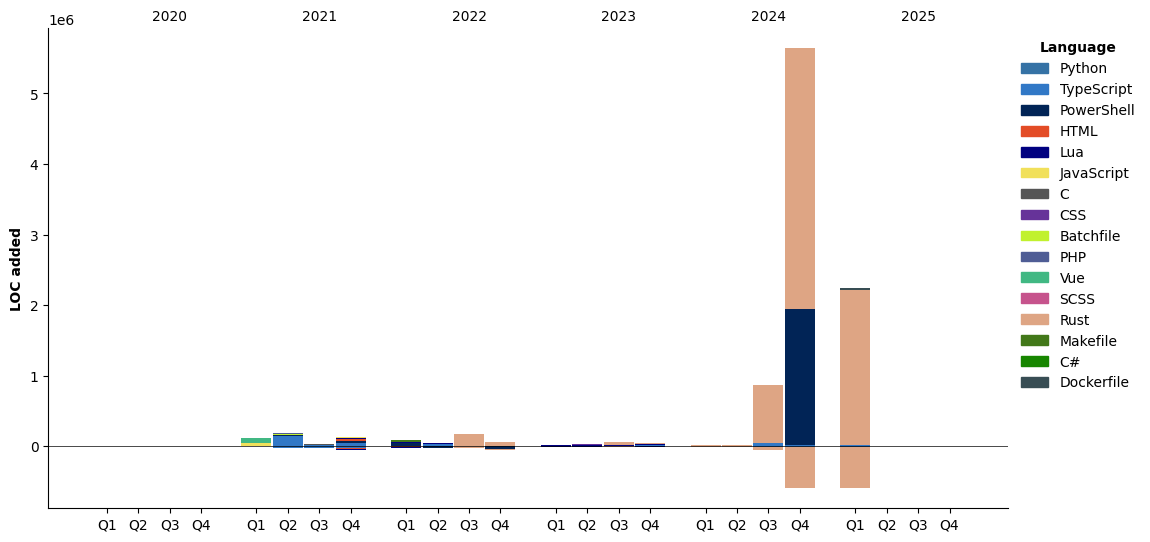 1e6
2020 2021 2022 2023 2024 2025
LOC added
5
4
3
2
1
0
Q1 Q2 Q3 Q4 Q1 Q2 Q3 Q4 Q1 Q2 Q3 Q4 Q1 Q2 Q3 Q4 Q1 Q2 Q3 Q4 Q1 Q2 Q3 Q4
Language
Python
TypeScript
PowerShell
HTML
Lua
JavaScript
C
CSS
Batchfile
PHP
Vue
SCSS
Rust
Makefile
C#
Dockerfile